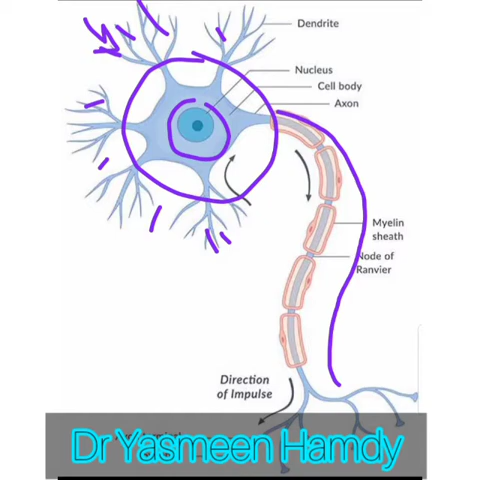 Dendrite
Nucleus
Cell body
Axon
Myelin
sheath
Node of
Ranvier
Direction
of Impulse
Dr Yasmeen Hamdy